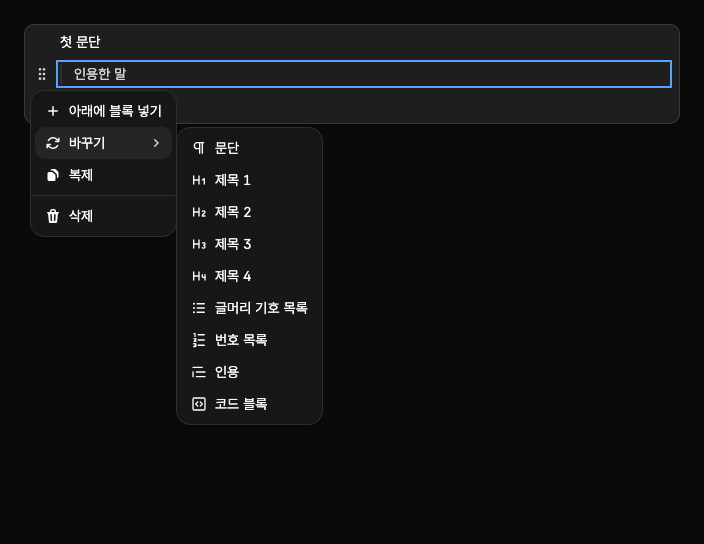 첫 문단
인용한 말
아래에 블록 넣기
바꾸기
복제
삭제
문단
H1 제목 1
H2 제목 2
H3 제목 3
H4 제목 4
글머리 기호 목록
번호 목록
인용
코드 블록